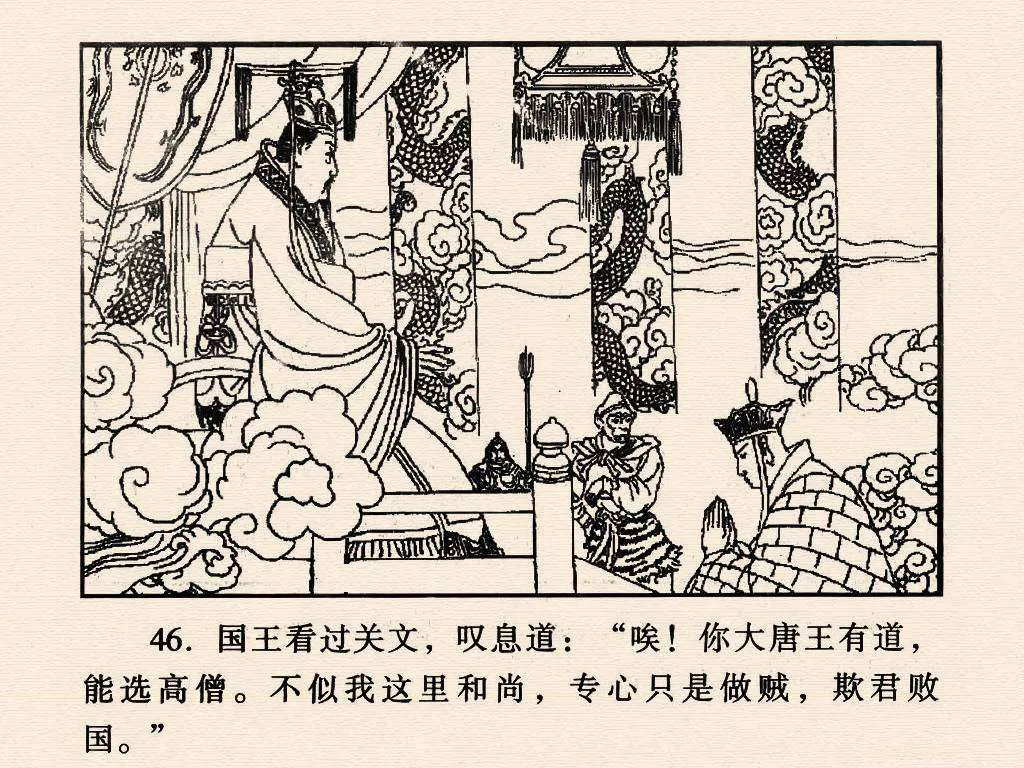 46. 国王看过关文，叹息道：“唉！你大唐王有道，
能选高僧。不似我这里和尚，专心只是做贼，欺君败
国。”